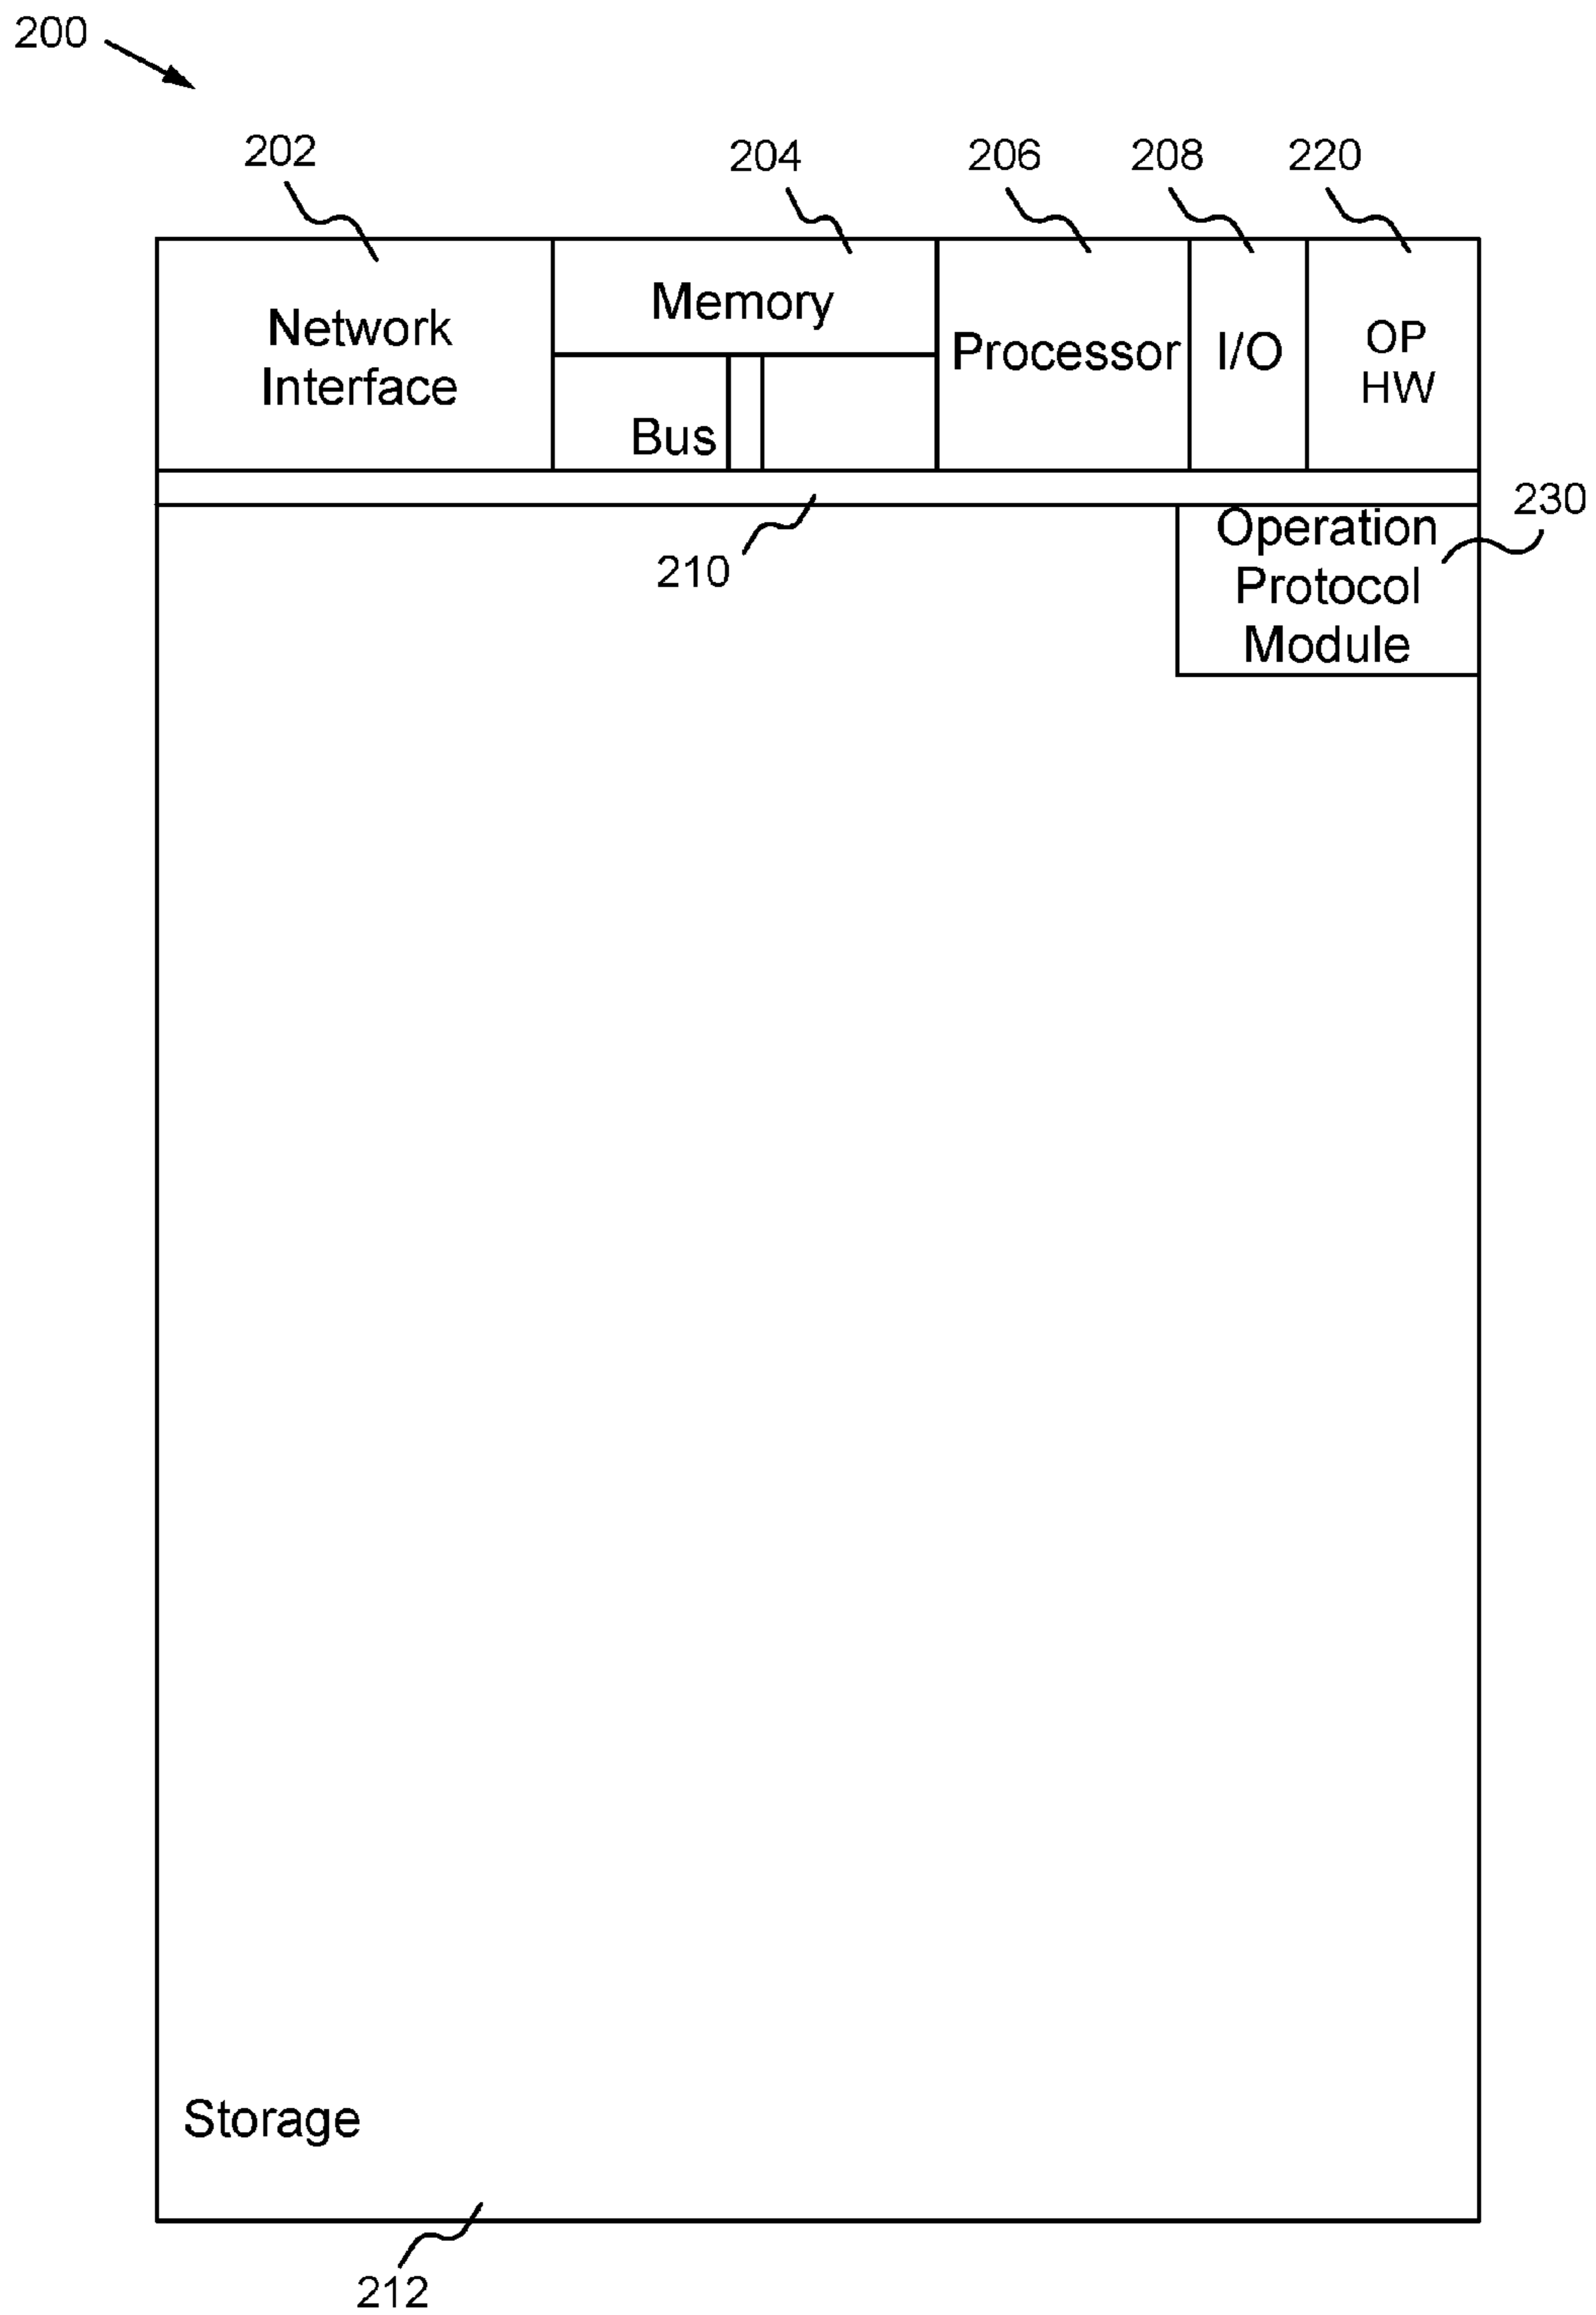 200
202
204
206
208
220
Network
Interface
Memory
Bus
Processor
I/O
OP
HW
210
230
Operation
Protocol
Module
Storage
212